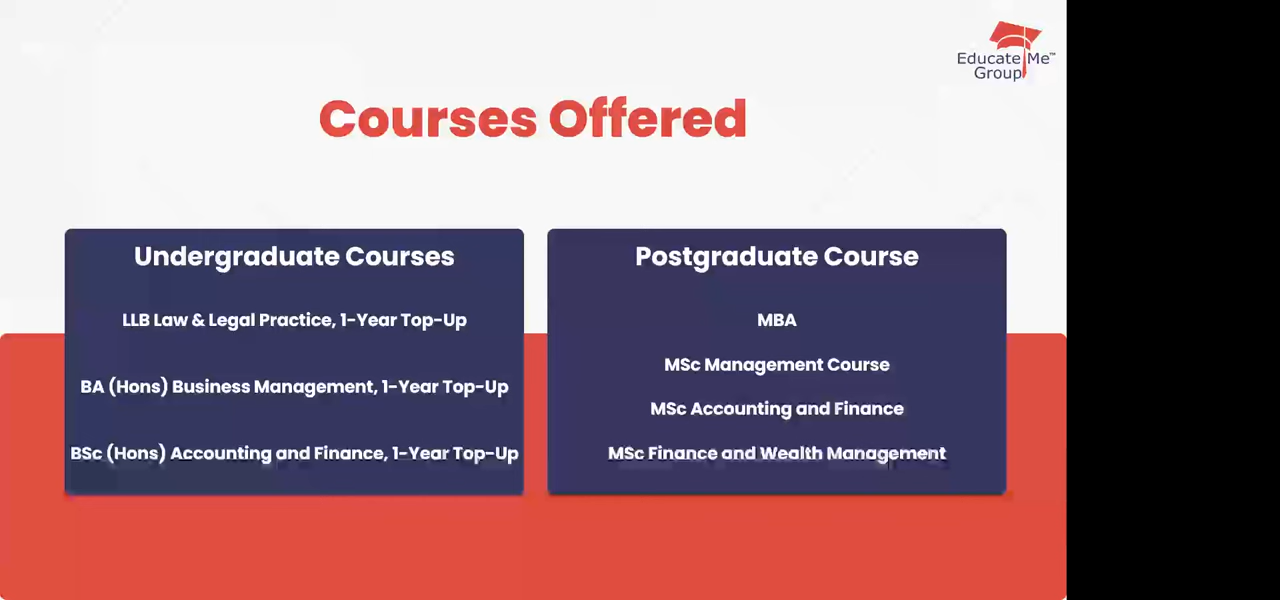 Educate Me™
Group
Courses Offered
Undergraduate Courses
LLB Law & Legal Practice, 1-Year Top-Up
BA (Hons) Business Management, 1-Year Top-Up
BSc (Hons) Accounting and Finance, 1-Year Top-Up
Postgraduate Course
MBA
MSc Management Course
MSc Accounting and Finance
MSc Finance and Wealth Management